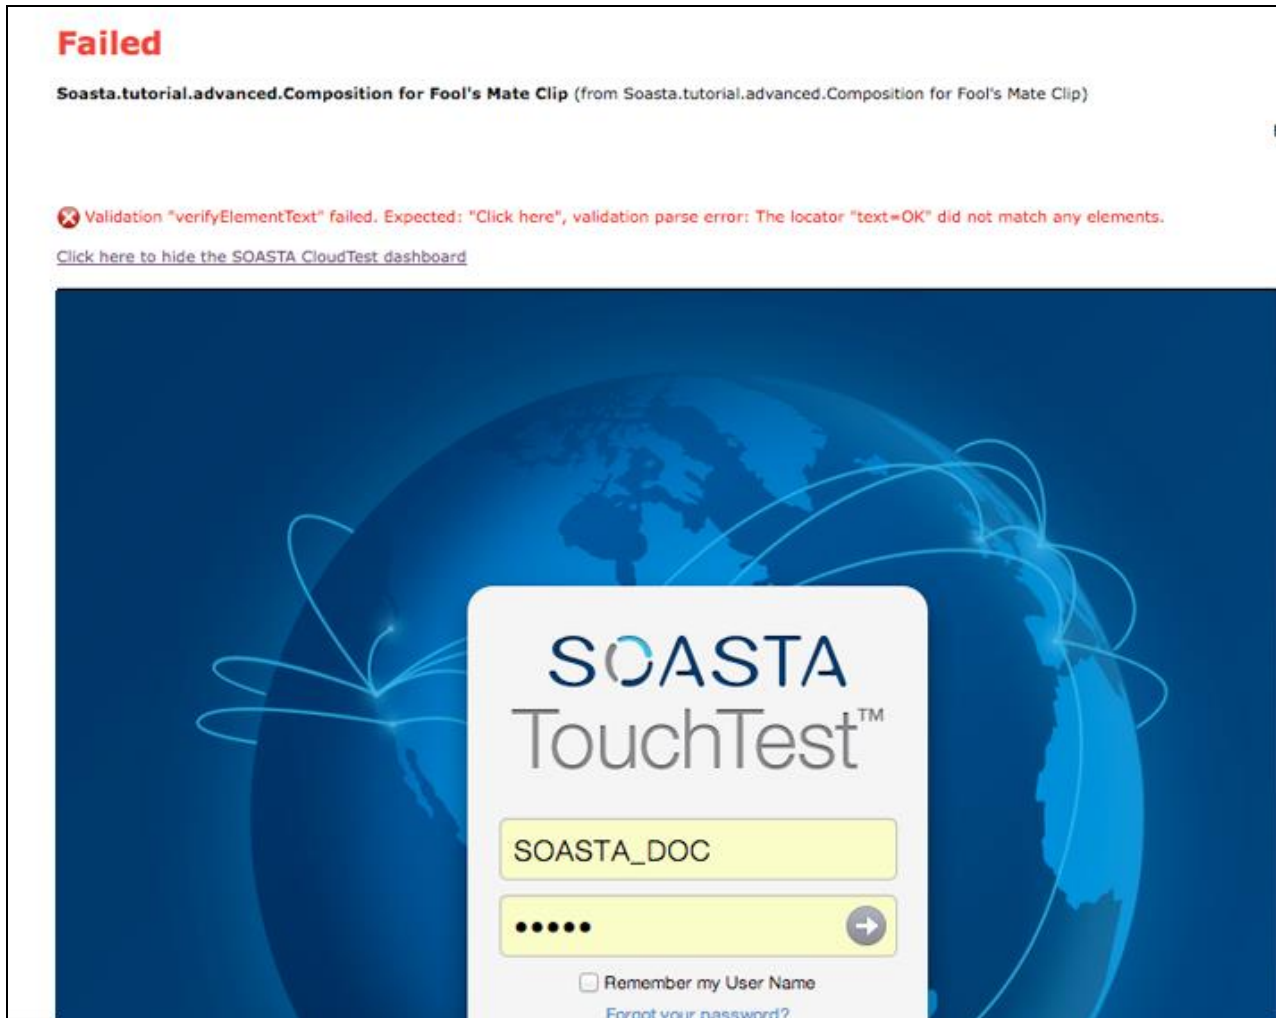 Failed
Soasta.tutorial.advanced.Composition for Fool's Mate Clip (from Soasta.tutorial.advanced.Composition for Fool's Mate Clip)
Validation "verifyElementText" failed. Expected: "Click here", validation parse error: The locator "text=OK" did not match any elements.
Click here to hide the SOASTA CloudTest dashboard
SOASTA
TouchTest™
SOASTA_DOC
•••••
Remember my User Name
Forgot your password?